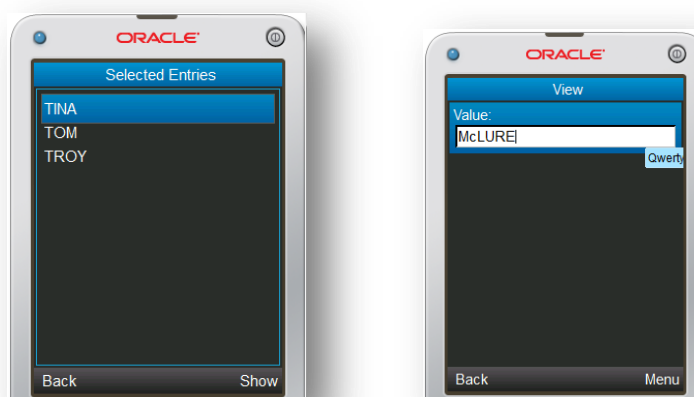 ORACLE
Selected Entries
TINA
TOM
TROY
Back Show
ORACLE
View
Value:
McLURE
Qwerty
Back Menu